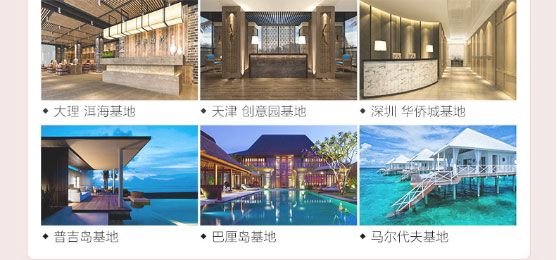 ◆ 大理 洱海基地
◆ 天津 创意园基地
◆ 深圳 华侨城基地
◆ 普吉岛基地
◆ 巴厘岛基地
◆ 马尔代夫基地